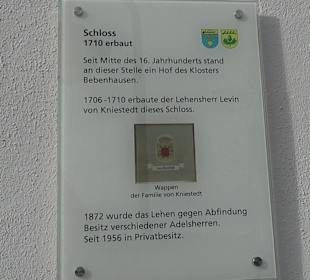 Schloss
1710 erbaut
Seit Mitte des 16. Jahrhunderts stand
an dieser Stelle ein Hof des Klosters
Bebenhausen.
1706 -1710 erbaute der Lehensherr Levin
von Kniestedt dieses Schloss.
Wappen
der Familie von Kniestedt
1872 wurde das Lehen gegen Abfindung
Besitz verschiedener Adelsherren.
Seit 1956 in Privatbesitz.